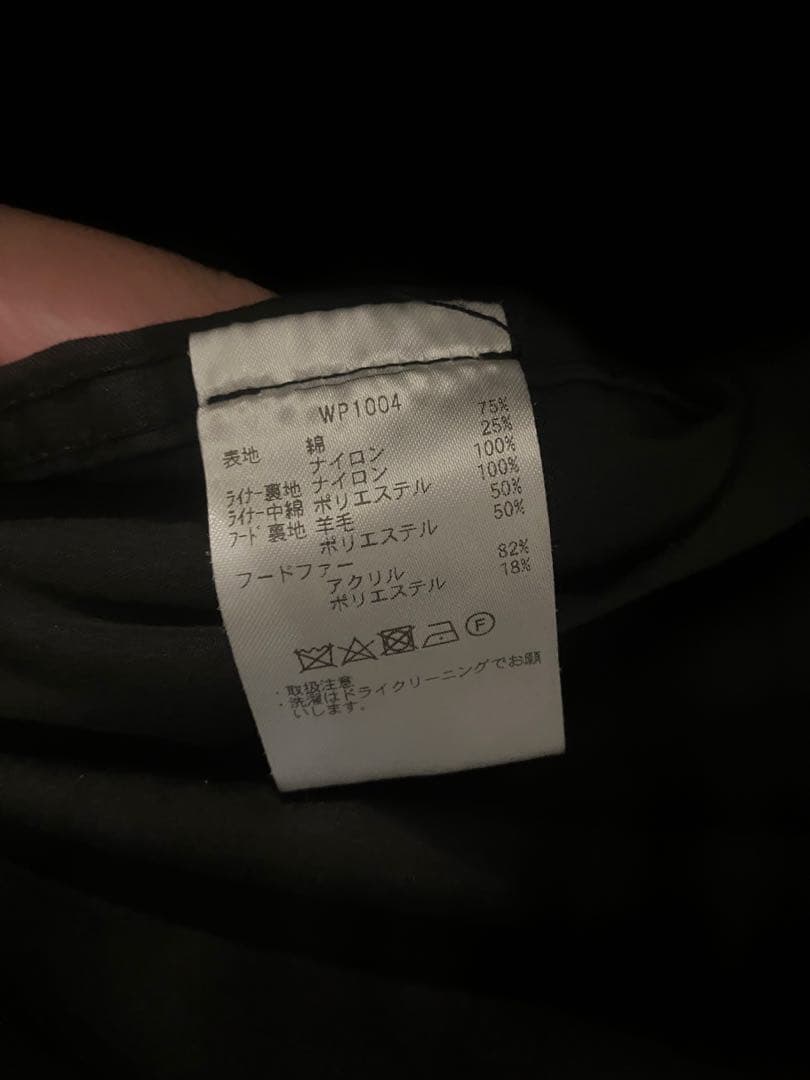 WP1004
表地 綿 75%
ナイロン 25%
ライナー裏地 ナイロン 100%
ライナー中綿 ポリエステル 100%
フード裏地 羊毛 50%
ポリエステル 50%
フードファー
アクリル 82%
ポリエステル 18%
F
・取扱注意
・洗濯はドライクリーニングでお願
いします。